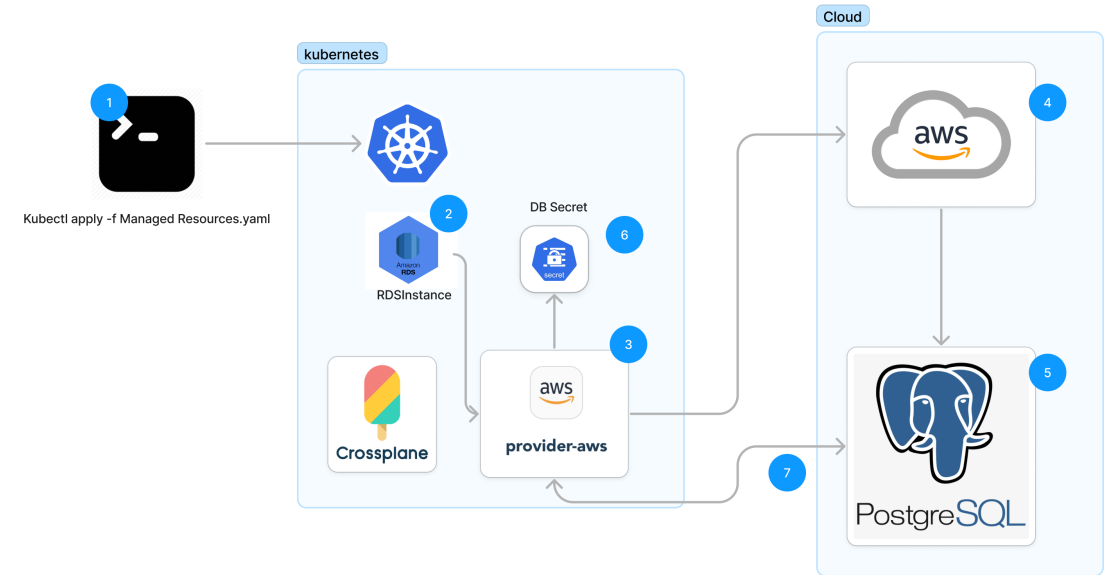 Cloud
kubernetes
1
4
aws
Kubectl apply -f Managed Resources.yaml
2
DB Secret
6
Amazon
RDS
secret
RDSInstance
3
5
aws
provider-aws
Crossplane
7
PostgreSQL